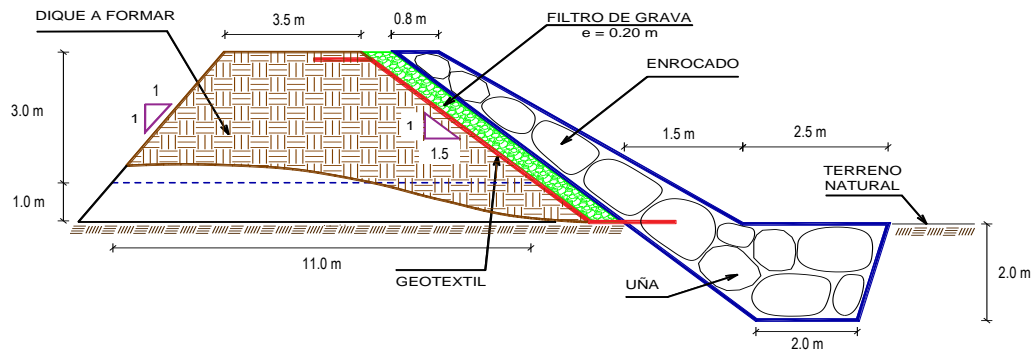 DIQUE A FORMAR
3.5 m
0.8 m
FILTRO DE GRAVA
e = 0.20 m
ENROCADO
3.0 m
1
1
1
1.5
1.5 m
2.5 m
TERRENO
NATURAL
1.0 m
11.0 m
GEOTEXTIL
UÑA
2.0 m
2.0 m